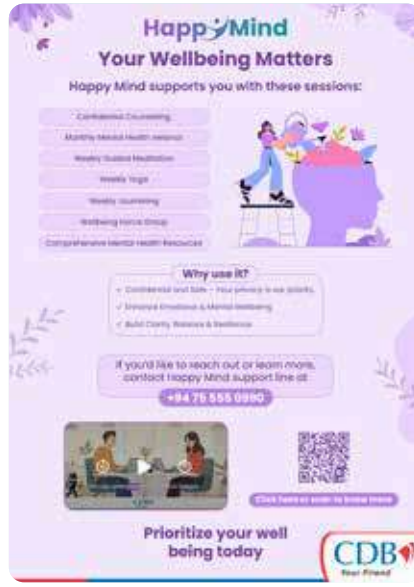 Happy Mind
Your Wellbeing Matters
Happy Mind supports you with these sessions:
Confidential Counselling
Monthly Mental Health Webinar
Weekly Guided Meditation
Weekly Yoga
Weekly Journaling
Wellbeing Focus Group
Comprehensive Mental Health Resources
Why use it?
✓ Confidential and Safe – Your privacy is our priority.
✓ Enhance Emotional & Mental Wellbeing
✓ Build Clarity, Balance & Resilience
If you'd like to reach out or learn more,
contact Happy Mind support line at
+94 75 555 0990
Click here or scan to know more
Prioritize your well
being today
CDB
Your Friend